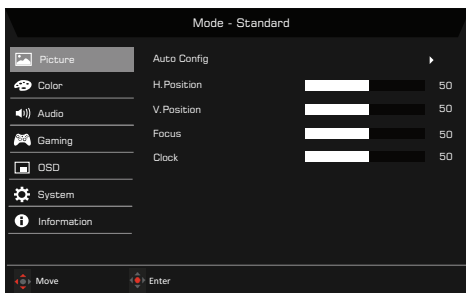 Mode - Standard
Picture
Auto Config
Color
H.Position 50
Audio
V.Position 50
Gaming
Focus 50
OSD
Clock 50
System
Information
Move Enter